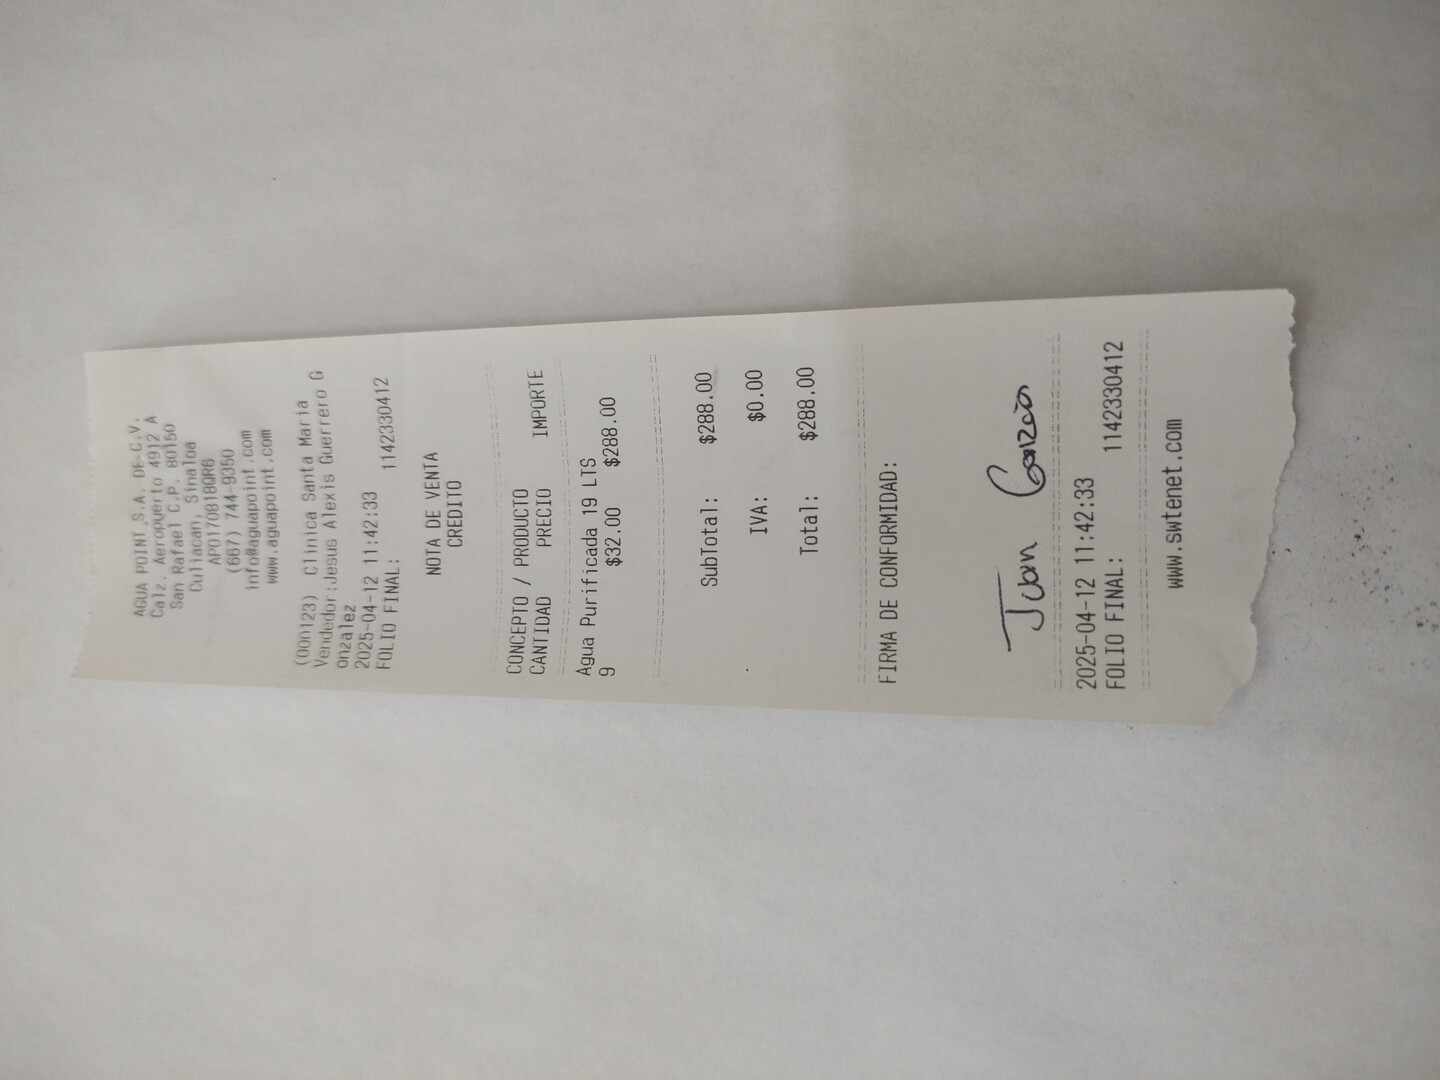 AGUA POINT S.A. DE C.V.
Calz. Aeropuerto 4912 A
San Rafael C.P. 80150
Culiacan, Sinaloa
APO170818QR6
(667) 744-9350
info@aguapoint.com
www.aguapoint.com
(000123) Clinica Santa Maria
Vendedor:Jesus Alexis Guerrero G
onzalez
2025-04-12 11:42:33
FOLIO FINAL: 1142330412
NOTA DE VENTA
CREDITO
CONCEPTO / PRODUCTO
CANTIDAD PRECIO IMPORTE
Agua Purificada 19 LTS
9 $32.00 $288.00
SubTotal: $288.00
IVA: $0.00
Total: $288.00
FIRMA DE CONFORMIDAD:
Juan
2025-04-12 11:42:33
FOLIO FINAL: 1142330412
www.swtenet.com